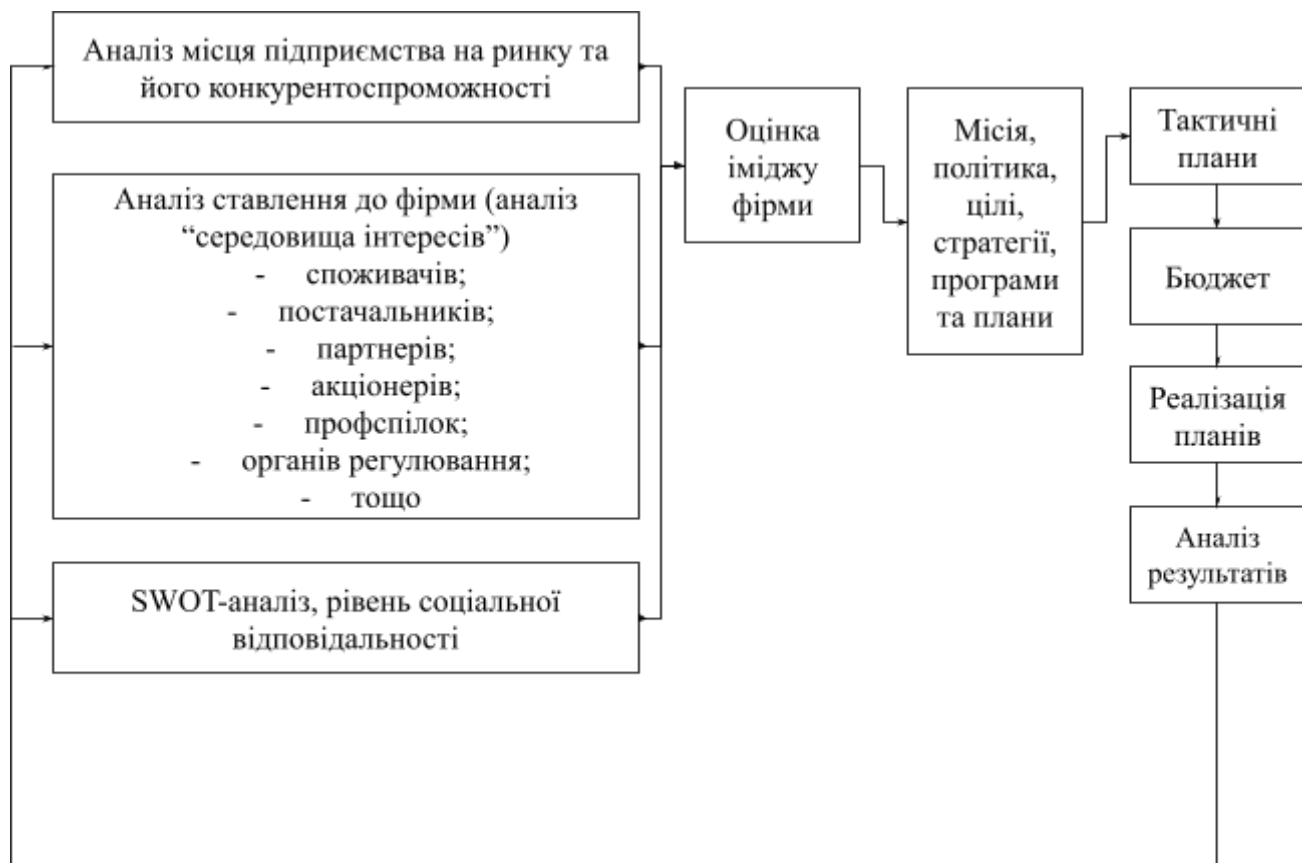 Аналіз місця підприємства на ринку та
його конкурентоспроможності
Аналіз ставлення до фірми (аналіз
“середовища інтересів”)
- споживачів;
- постачальників;
- партнерів;
- акціонерів;
- профспілок;
- органів регулювання;
- тощо
SWOT-аналіз, рівень соціальної
відповідальності
Оцінка
іміджу
фірми
Місія,
політика,
цілі,
стратегії,
програми
та плани
Тактичні
плани
Бюджет
Реалізація
планів
Аналіз
результатів